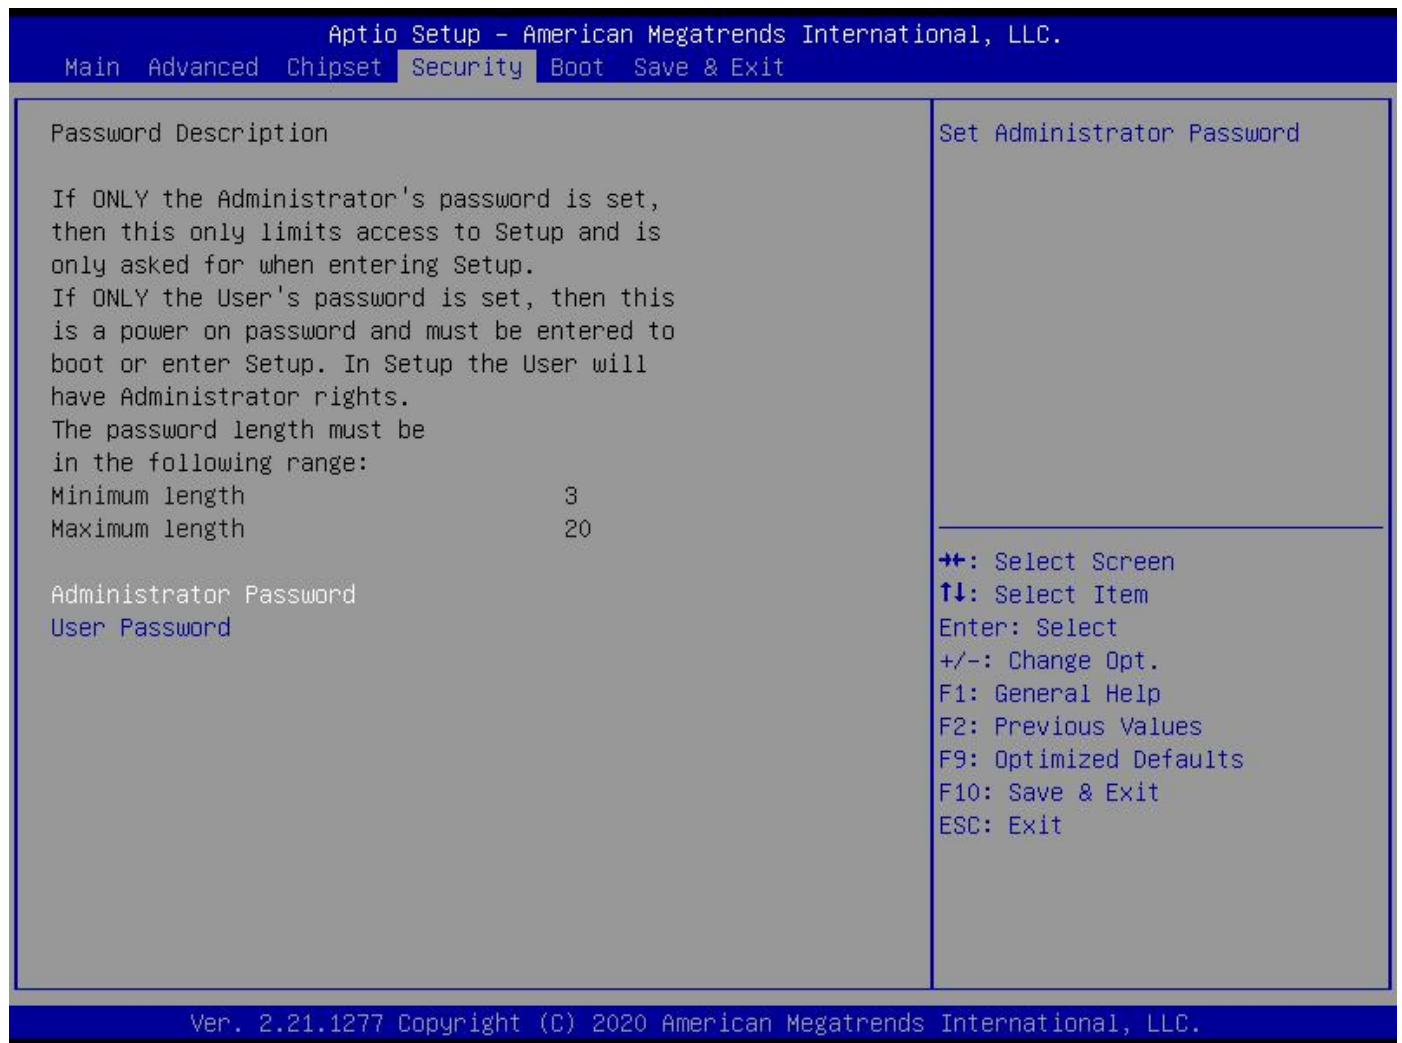 Aptio Setup – American Megatrends International, LLC.
Main Advanced Chipset Security Boot Save & Exit
Password Description
If ONLY the Administrator's password is set,
then this only limits access to Setup and is
only asked for when entering Setup.
If ONLY the User's password is set, then this
is a power on password and must be entered to
boot or enter Setup. In Setup the User will
have Administrator rights.
The password length must be
in the following range:
Minimum length 3
Maximum length 20
Administrator Password
User Password
Set Administrator Password
→←: Select Screen
↑↓: Select Item
Enter: Select
+/-: Change Opt.
F1: General Help
F2: Previous Values
F9: Optimized Defaults
F10: Save & Exit
ESC: Exit
Ver. 2.21.1277 Copyright (C) 2020 American Megatrends International, LLC.